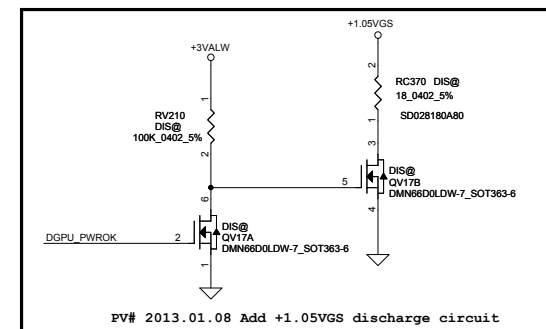 +1.05VGS
+3VALW
2
RC370 DIS@
18_0402_5%
1
SD028180A80
1
RV210
DIS@
100K_0402_5%
2
3
5
DIS@
QV17B
DMN66D0LDW-7_SOT363-6
4
6
DIS@
QV17A
DMN66D0LDW-7_SOT363-6
DGPU_PWROK
2
1
PV# 2013.01.08 Add +1.05VGS discharge circuit